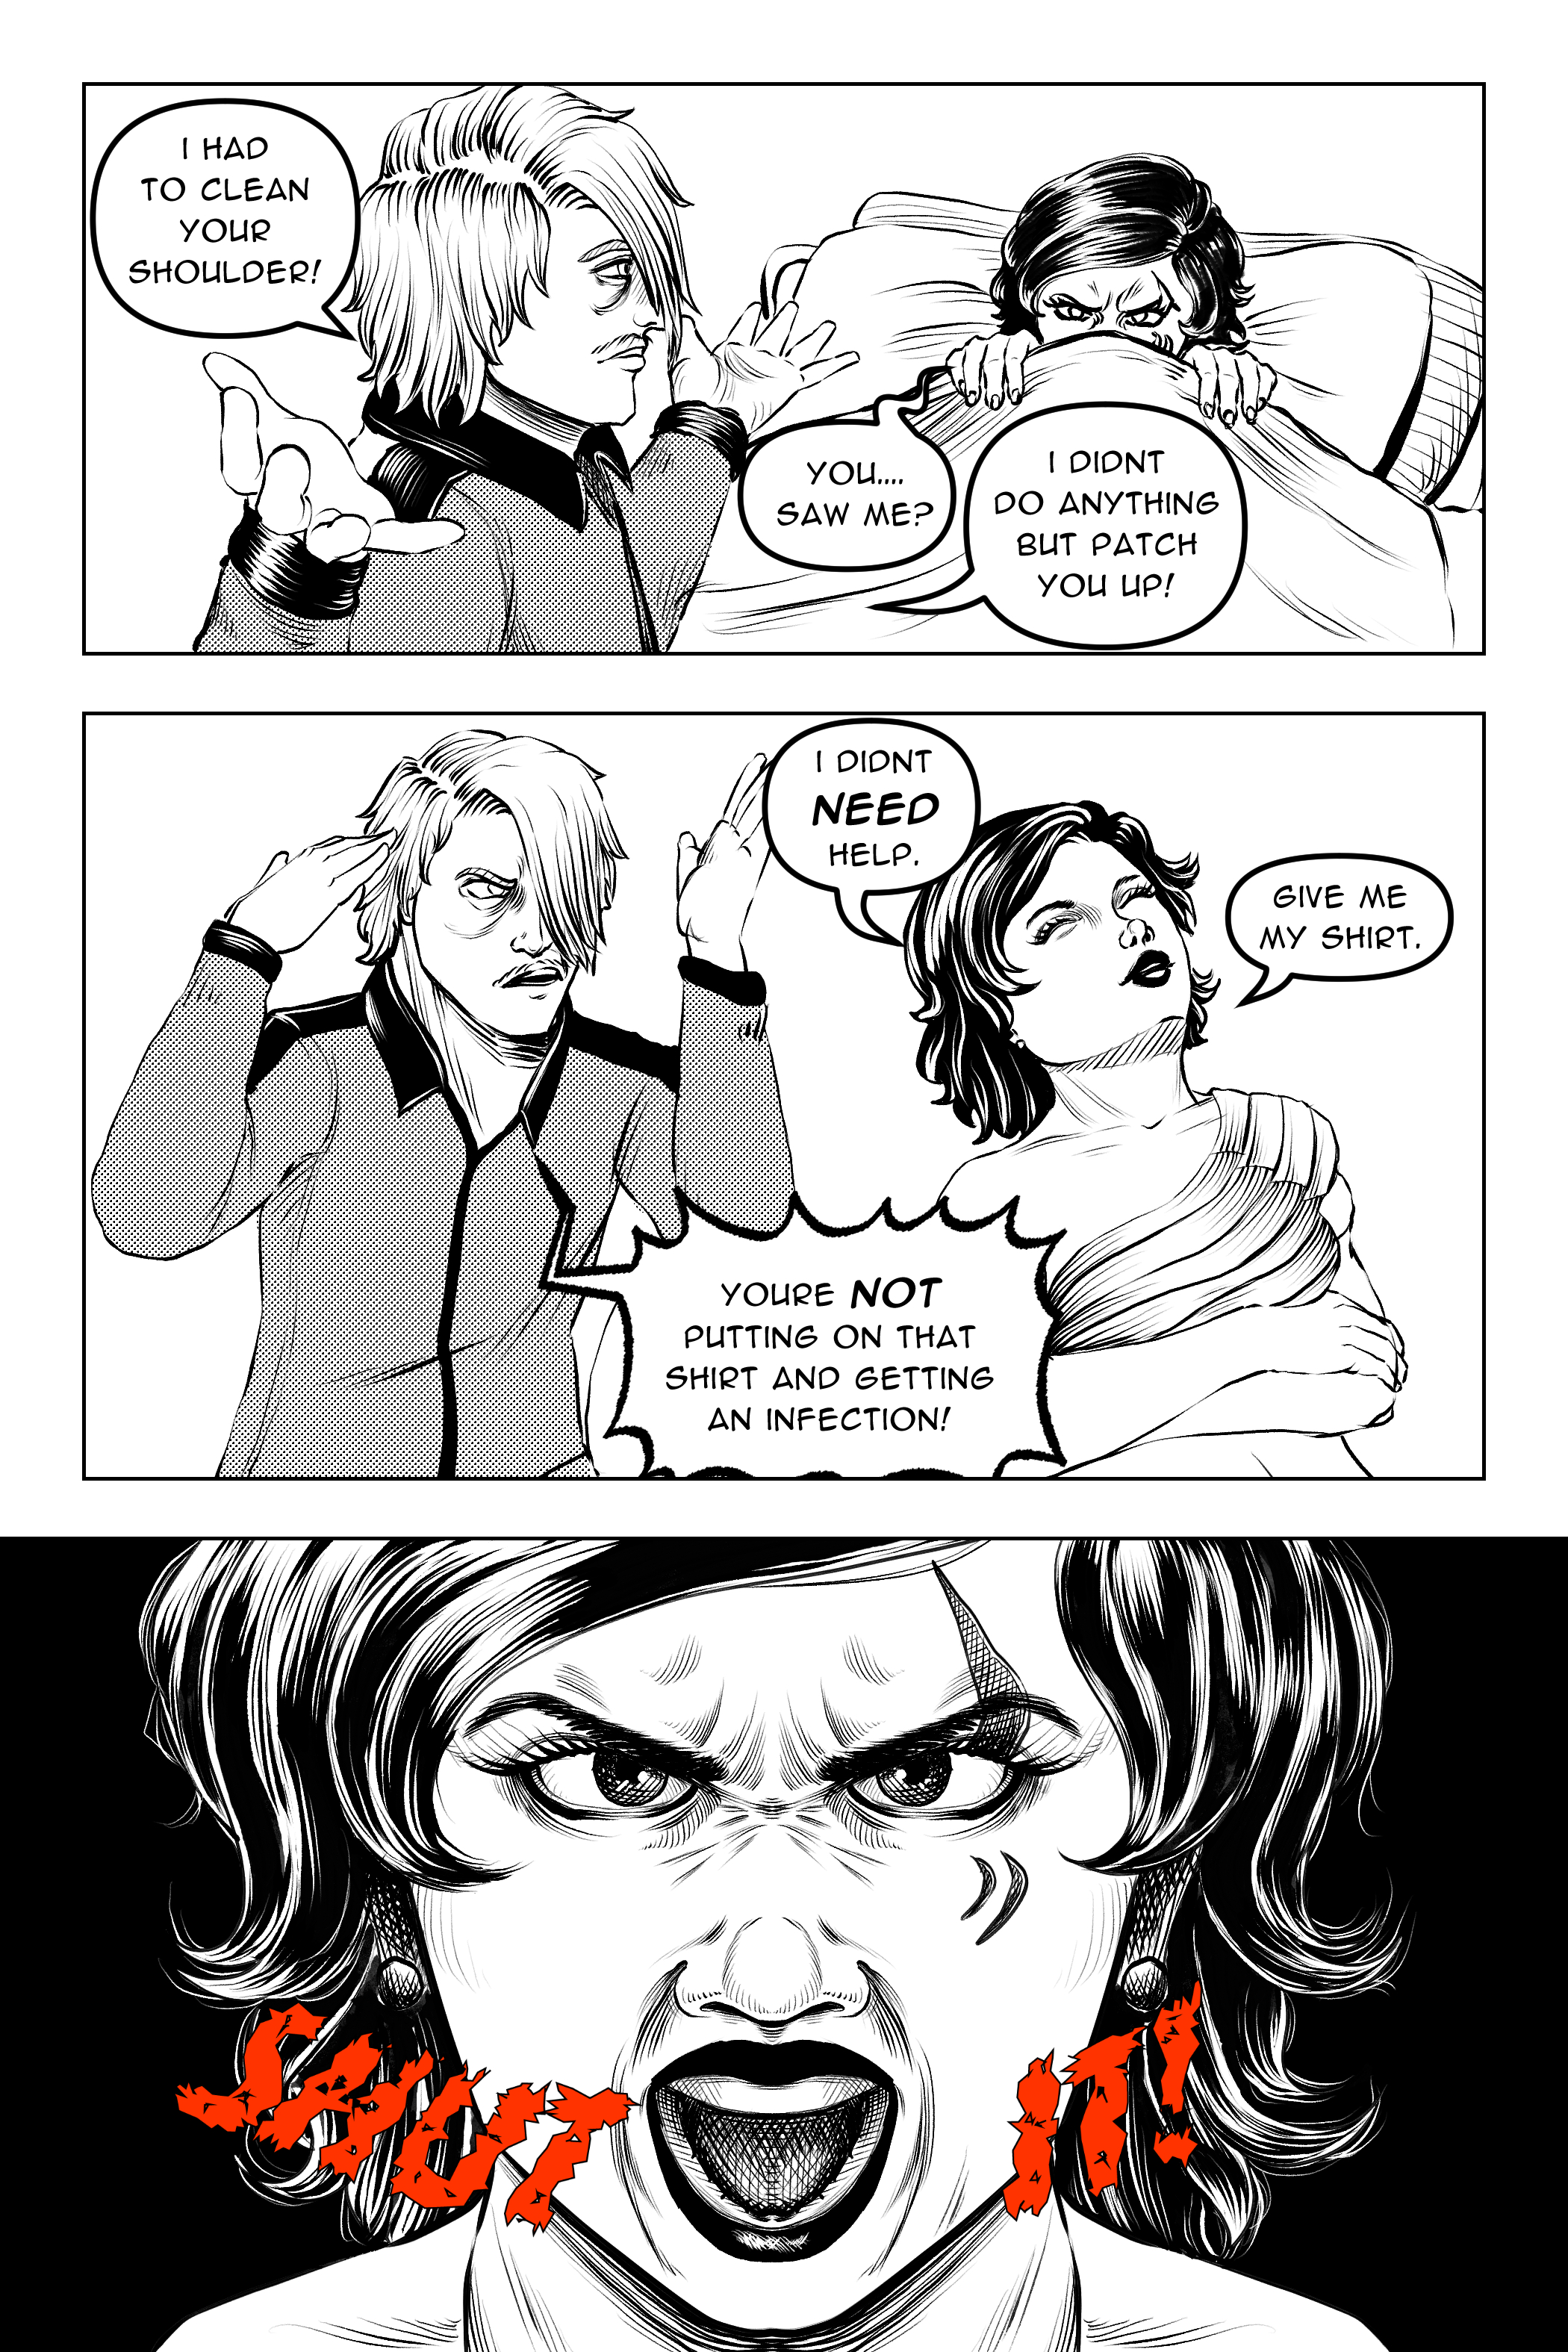 I HAD
TO CLEAN
YOUR
SHOULDER!
YOU....
SAW ME?
I DIDNT
DO ANYTHING
BUT PATCH
YOU UP!
I DIDNT
NEED
HELP.
GIVE ME
MY SHIRT.
YOURE NOT
PUTTING ON THAT
SHIRT AND GETTING
AN INFECTION!
SHUT IT!